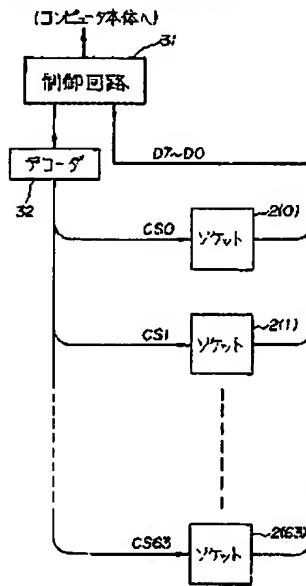 (コンピュータ本体へ)
31
制御回路
D7~D0
デコーダ
32
CS0
2(0)
ソケット
CS1
2(1)
ソケット
CS63
2(63)
ソケット